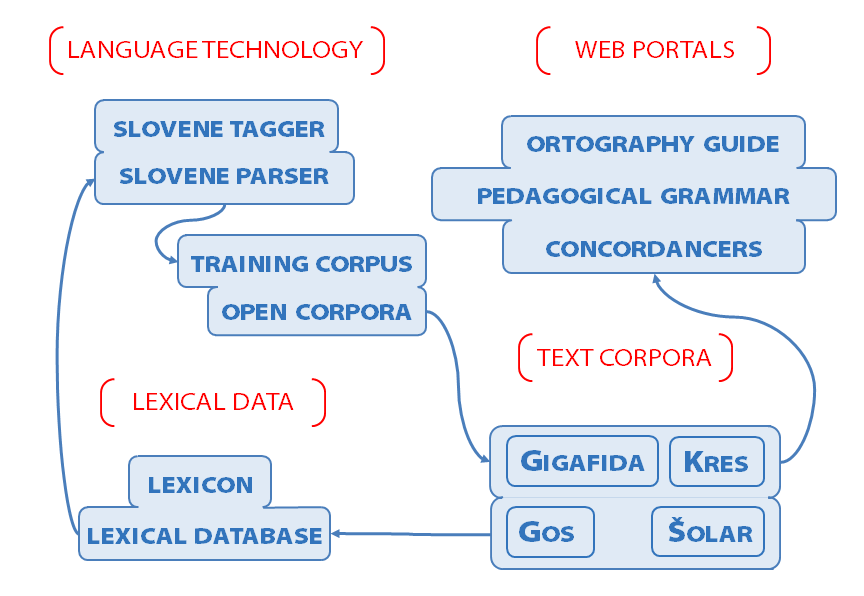 LANGUAGE TECHNOLOGY
SLOVENE TAGGER
SLOVENE PARSER
TRAINING CORPUS
OPEN CORPORA
WEB PORTALS
ORTOGRAPHY GUIDE
PEDAGOGICAL GRAMMAR
CONCORDANCERS
LEXICAL DATA
LEXICON
LEXICAL DATABASE
TEXT CORPORA
GIGAFIDA KRES
GOS ŠOLAR